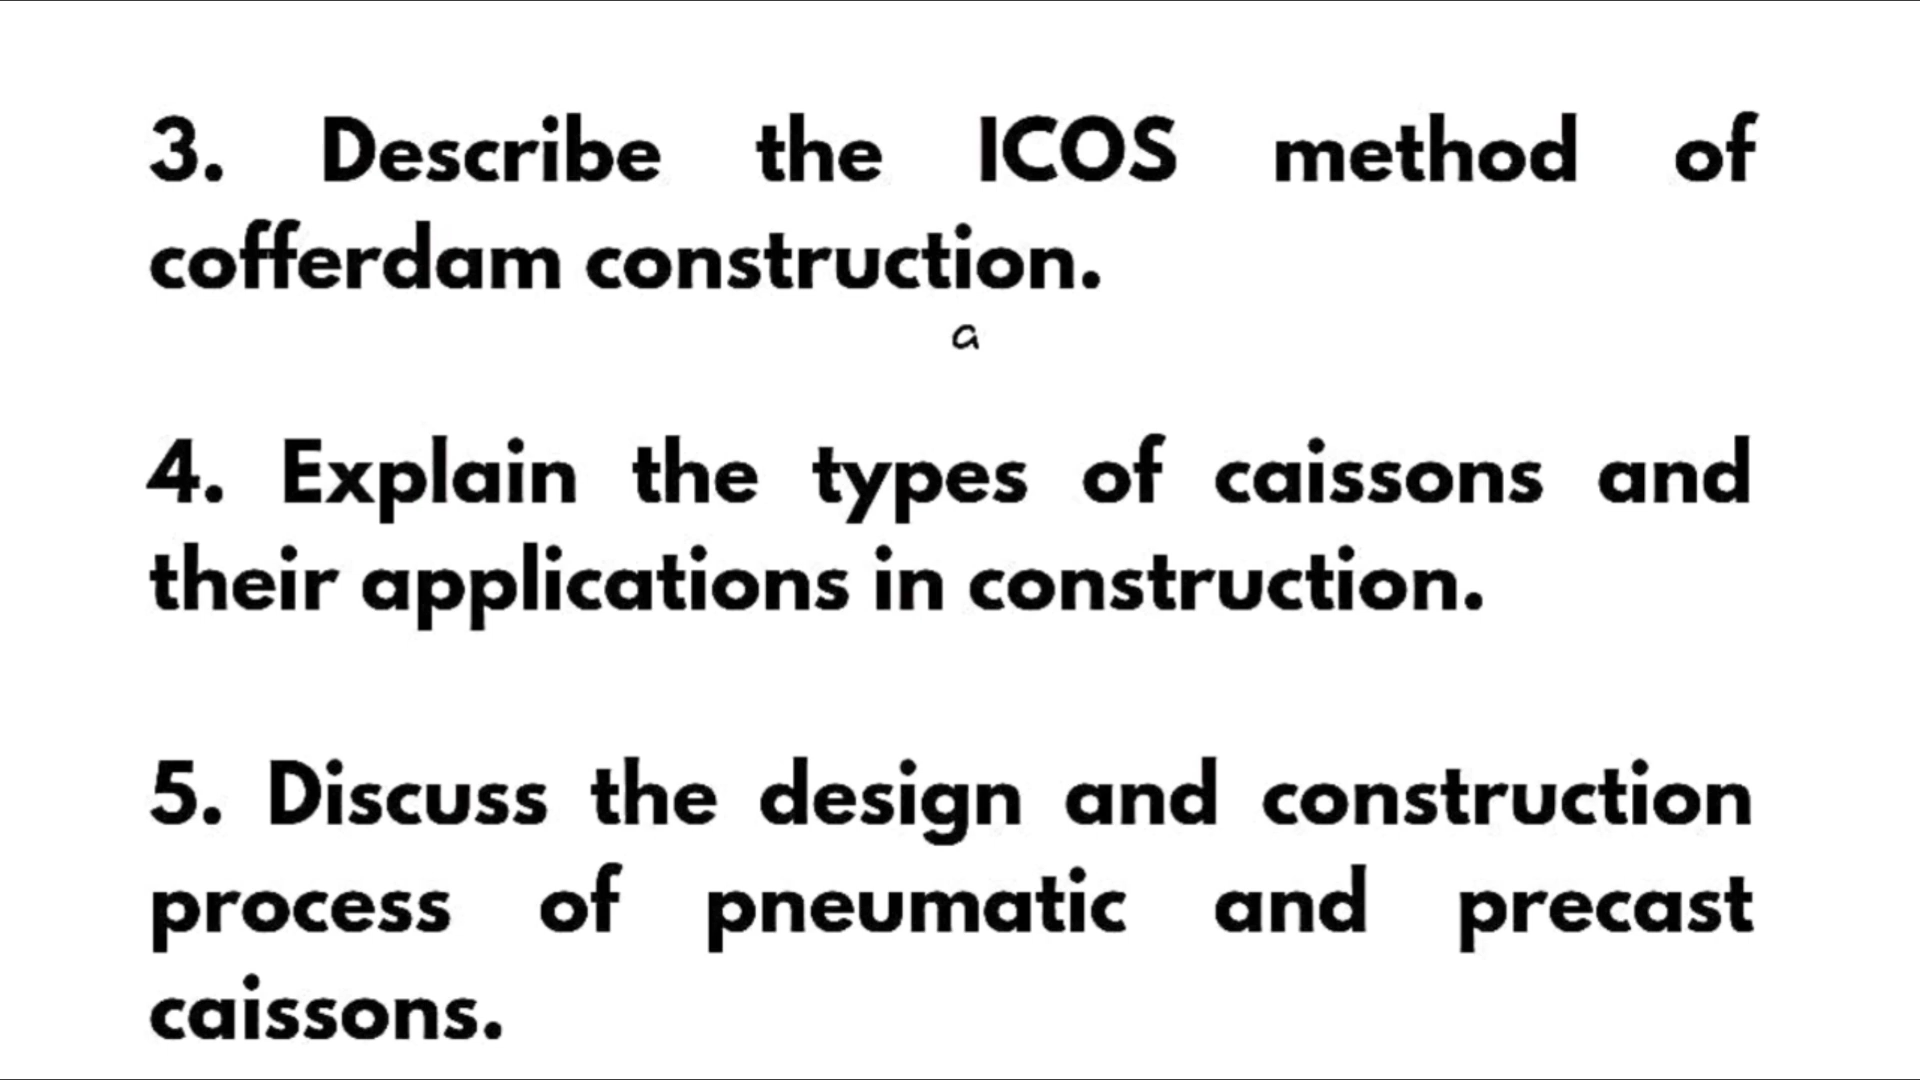 3. Describe the ICOS method of
cofferdam construction.
a
4. Explain the types of caissons and
their applications in construction.
5. Discuss the design and construction
process of pneumatic and precast
caissons.